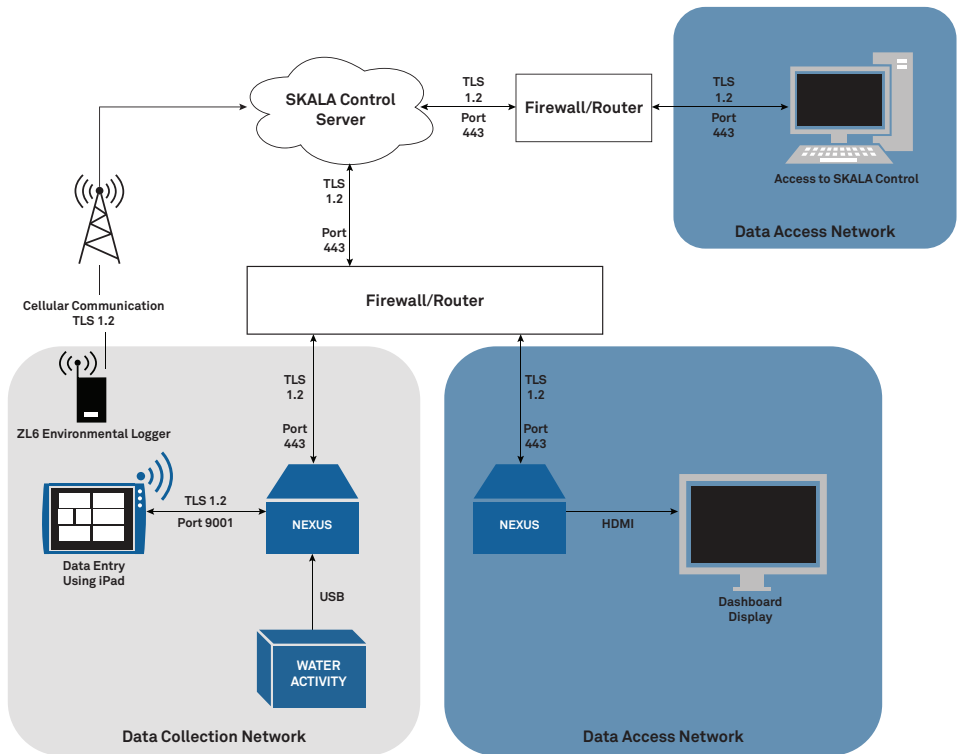 SKALA Control
Server
TLS
1.2
Port
443
Firewall/Router
TLS
1.2
Port
443
Access to SKALA Control
Data Access Network
TLS
1.2
Port
443
Cellular Communication
TLS 1.2
Firewall/Router
ZL6 Environmental Logger
TLS
1.2
Port
443
TLS 1.2
Port 9001
NEXUS
Data Entry
Using iPad
USB
WATER
ACTIVITY
Data Collection Network
TLS
1.2
Port
443
NEXUS
HDMI
Dashboard
Display
Data Access Network